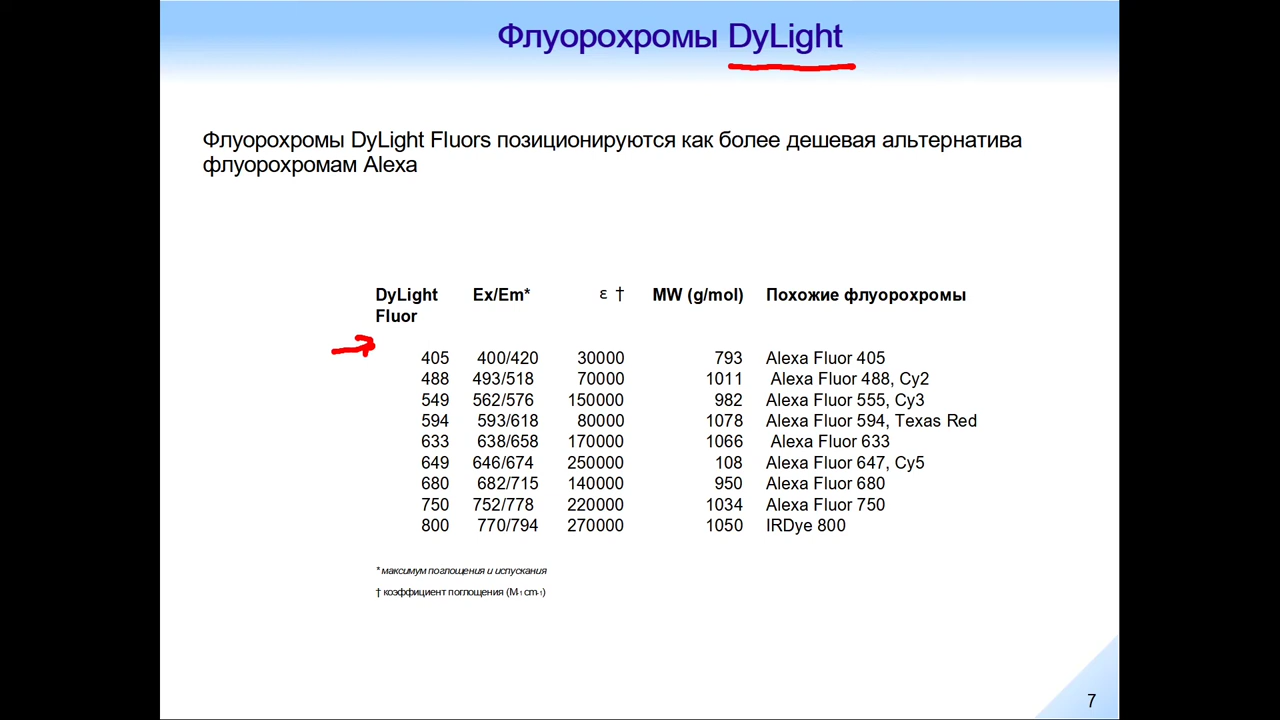 Флуорохромы DyLight
Флуорохромы DyLight Fluors позиционируются как более дешевая альтернатива
флуорохромам Alexa
DyLight Fluor Ex/Em* ε † MW (g/mol) Похожие флуорохромы
405 400/420 30000 793 Alexa Fluor 405
488 493/518 70000 1011 Alexa Fluor 488, Cy2
549 562/576 150000 982 Alexa Fluor 555, Cy3
594 593/618 80000 1078 Alexa Fluor 594, Texas Red
633 638/658 170000 1066 Alexa Fluor 633
649 646/674 250000 108 Alexa Fluor 647, Cy5
680 682/715 140000 950 Alexa Fluor 680
750 752/778 220000 1034 Alexa Fluor 750
800 770/794 270000 1050 IRDye 800
* максимум поглощения и испускания
† коэффициент поглощения (M-1 cm-1)
7